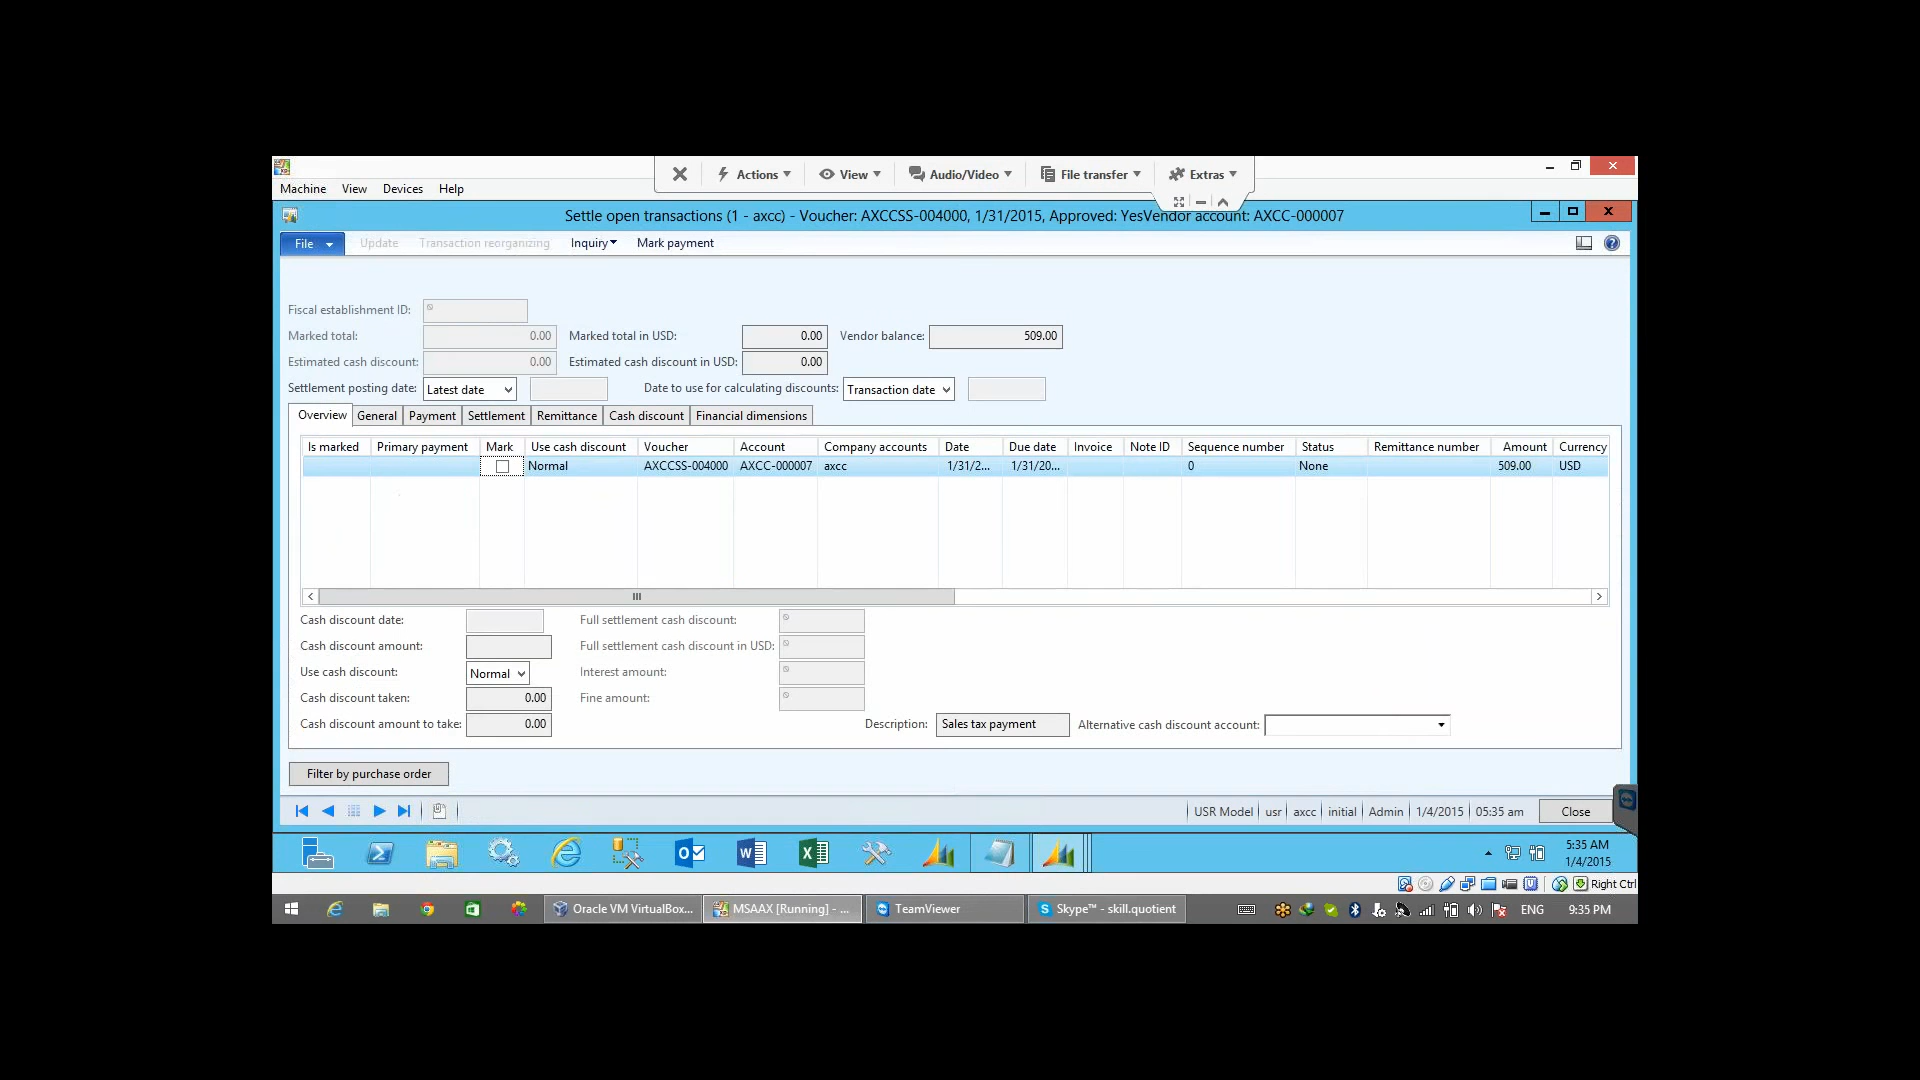 Actions View Audio/Video File transfer Extras
Machine View Devices Help
Settle open transactions (1 - axcc) - Voucher: AXCCSS-004000, 1/31/2015, Approved: YesVendor account: AXCC-000007
File Update Transaction reorganizing Inquiry Mark payment
Fiscal establishment ID:
Marked total: 0.00 Marked total in USD: 0.00 Vendor balance: 509.00
Estimated cash discount: 0.00 Estimated cash discount in USD: 0.00
Settlement posting date: Latest date Date to use for calculating discounts: Transaction date
Overview General Payment Settlement Remittance Cash discount Financial dimensions
Is marked Primary payment Mark Use cash discount Voucher Account Company accounts Date Due date Invoice Note ID Sequence number Status Remittance number Amount Currency
Normal AXCCSS-004000 AXCC-000007 axcc 1/31/2... 1/31/20... 0 None 509.00 USD
Cash discount date: Full settlement cash discount:
Cash discount amount: Full settlement cash discount in USD:
Use cash discount: Normal Interest amount:
Cash discount taken: 0.00 Fine amount:
Cash discount amount to take: 0.00 Description: Sales tax payment Alternative cash discount account:
Filter by purchase order
USR Model usr axcc initial Admin 1/4/2015 05:35 am Close
5:35 AM
1/4/2015
Right Ctrl
Oracle VM VirtualBox... MSAAX [Running] - ... TeamViewer Skype™ - skill.quotient ENG 9:35 PM